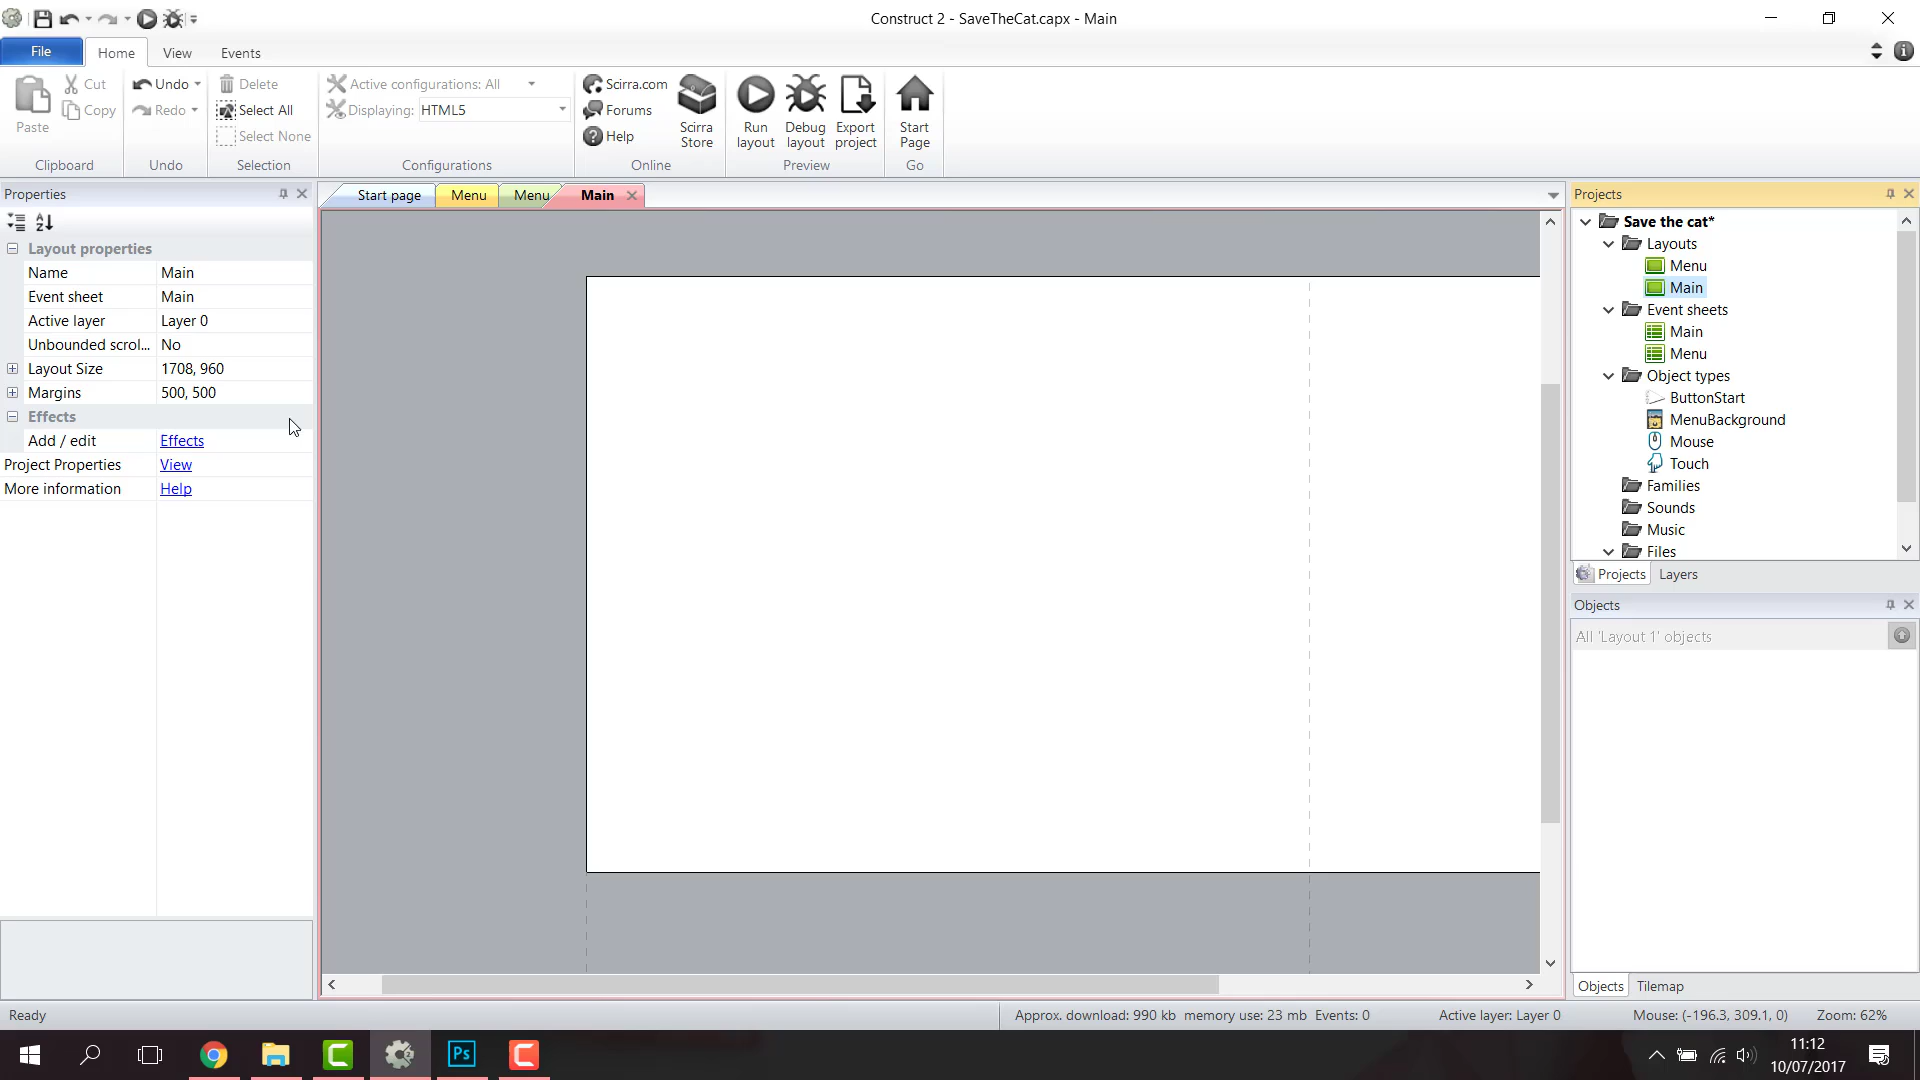 Construct 2 - SaveTheCat.capx - Main
File
Home
View
Events
Paste
Cut
Copy
Clipboard
Undo
Redo
Undo
Delete
Select All
Select None
Selection
Active configurations: All
Displaying: HTML5
Configurations
Scirra.com
Forums
Help
Scirra
Store
Online
Run
layout
Debug
layout
Export
project
Preview
Start
Page
Go
Properties
Start page
Menu
Menu
Main
Projects
Layout properties
Name Main
Event sheet Main
Active layer Layer 0
Unbounded scrol... No
Layout Size 1708, 960
Margins 500, 500
Effects
Add / edit Effects
Project Properties View
More information Help
Save the cat*
Layouts
Menu
Main
Event sheets
Main
Menu
Object types
ButtonStart
MenuBackground
Mouse
Touch
Families
Sounds
Music
Files
Projects Layers
Objects
All 'Layout 1' objects
Objects Tilemap
Ready
Approx. download: 990 kb memory use: 23 mb Events: 0
Active layer: Layer 0
Mouse: (-196.3, 309.1, 0)
Zoom: 62%
Ps
11:12
10/07/2017